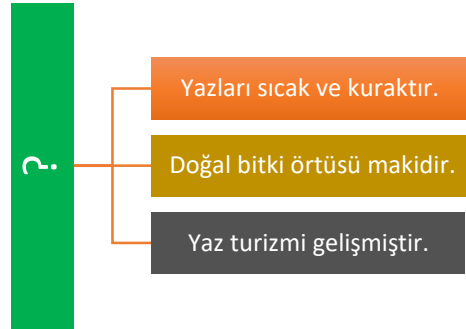 ?
Yazları sıcak ve kuraktır.
Doğal bitki örtüsü makidir.
Yaz turizmi gelişmiştir.